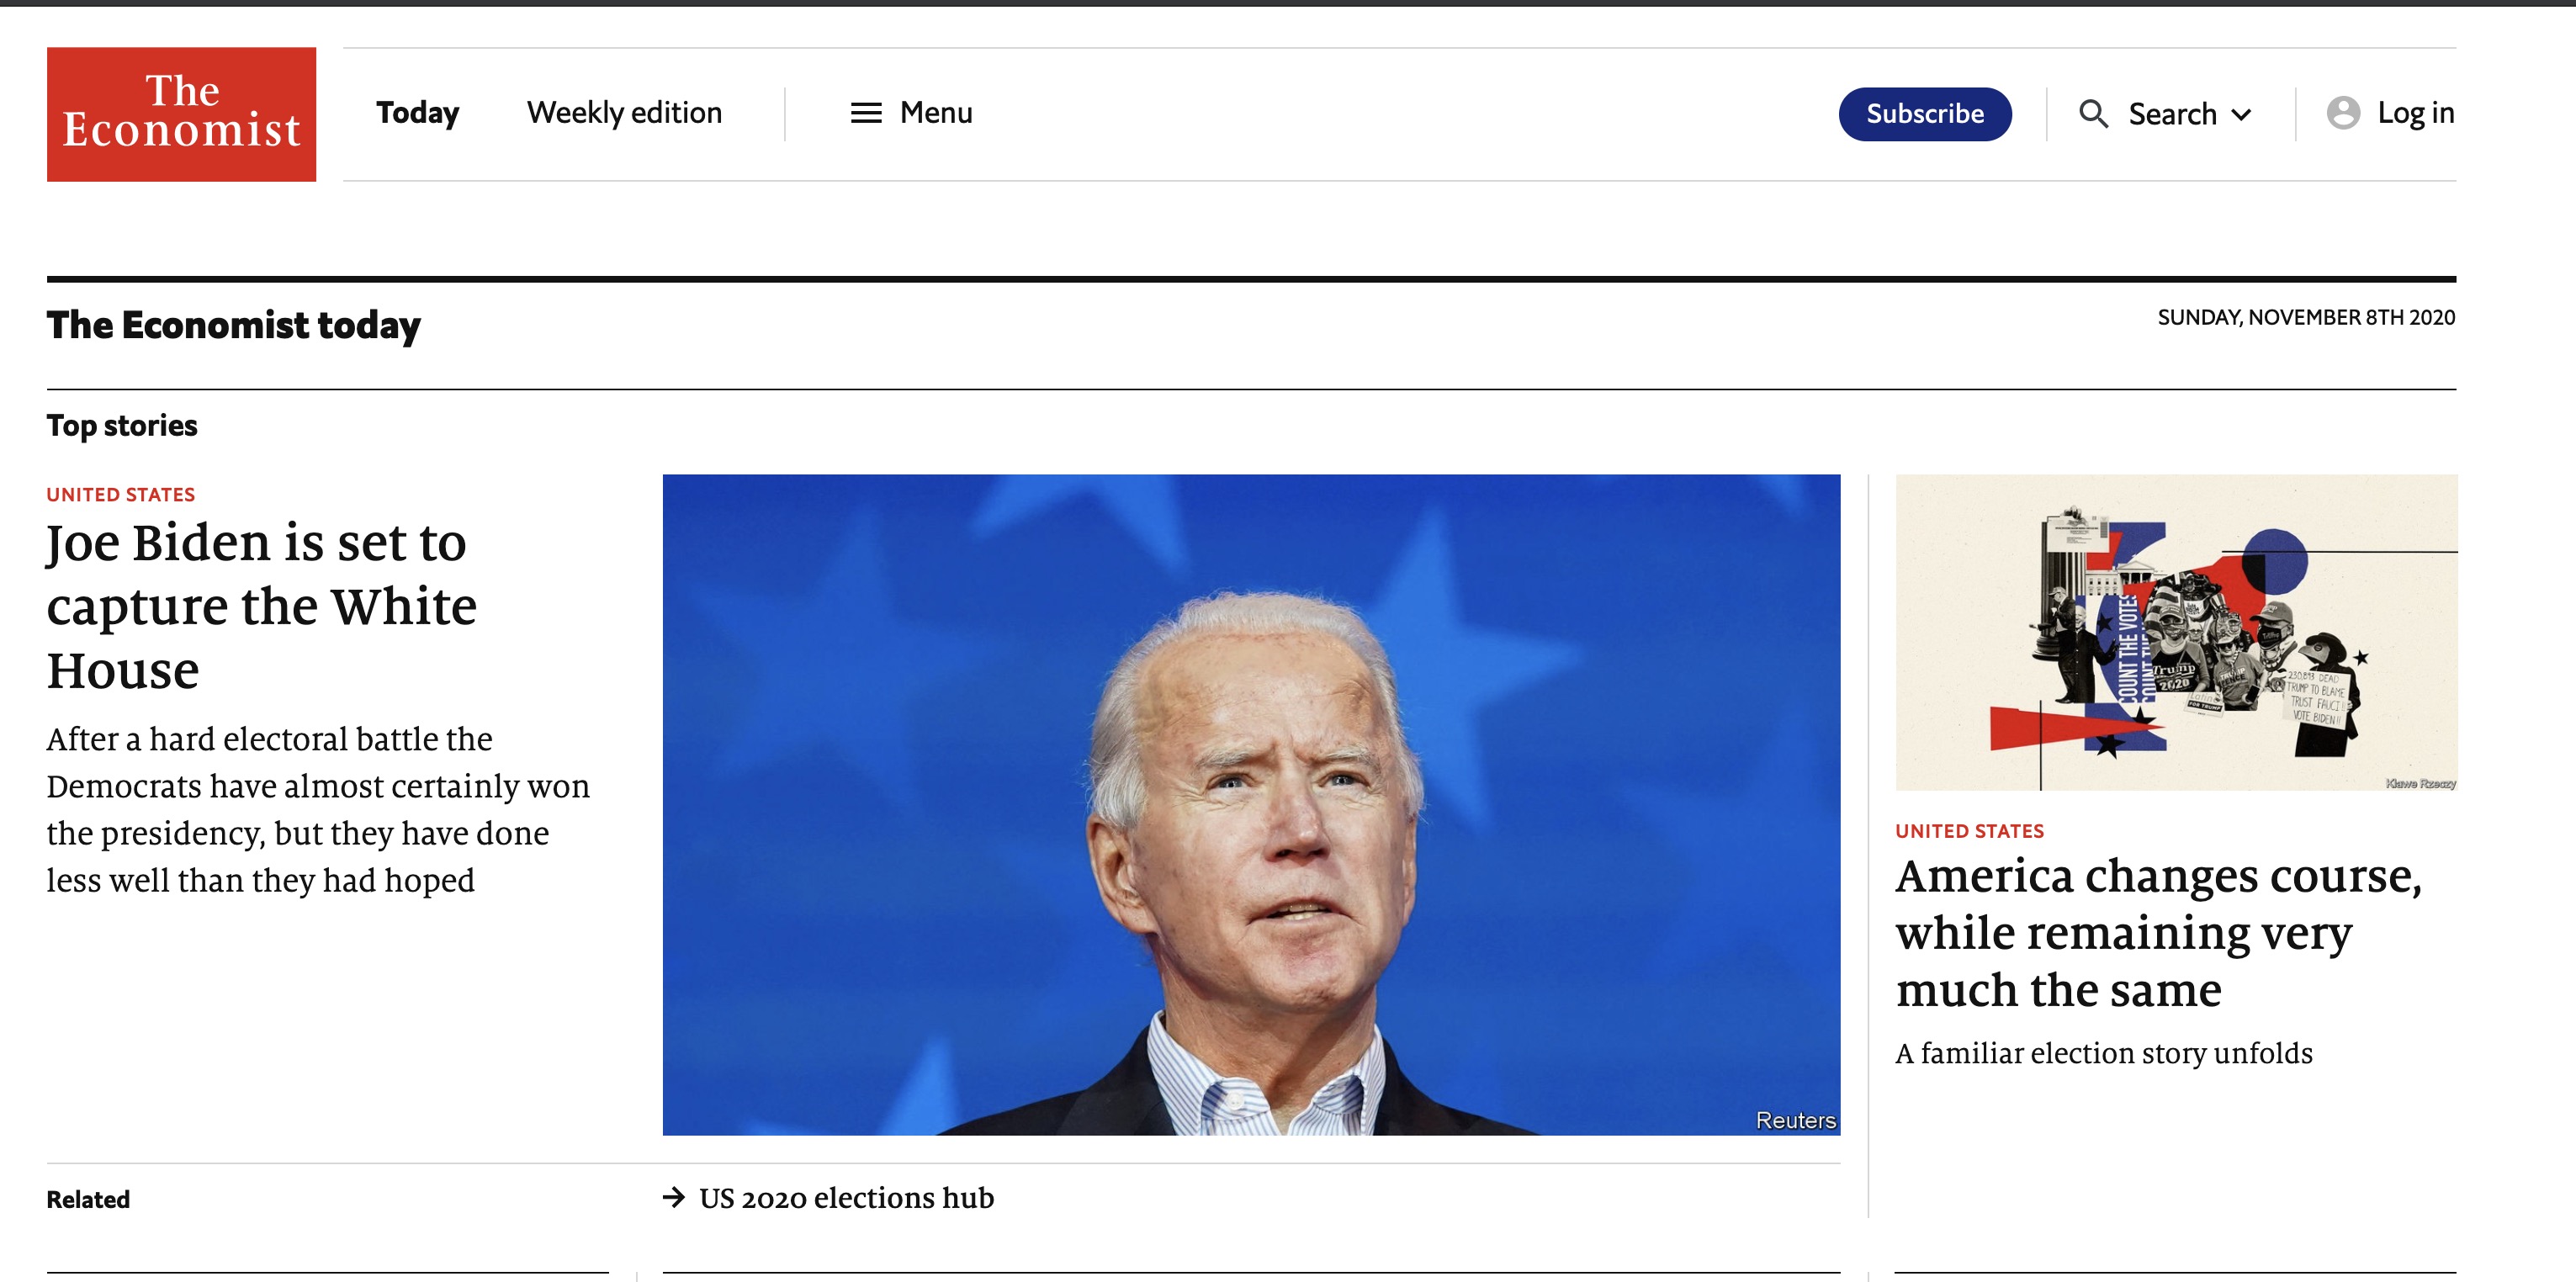 The
Economist
Today
Weekly edition
Menu
Subscribe
Search
Log in
The Economist today
SUNDAY, NOVEMBER 8TH 2020
Top stories
UNITED STATES
Joe Biden is set to
capture the White
House
After a hard electoral battle the
Democrats have almost certainly won
the presidency, but they have done
less well than they had hoped
Reuters
Related
US 2020 elections hub
COUNT THE VOTES
Trump
2020
FOR TRUMP
230,893 DEAD
TRUMP TO BLAME
TRUST FAUCI!
VOTE BIDEN!!
Klawe Rzeczy
UNITED STATES
America changes course,
while remaining very
much the same
A familiar election story unfolds